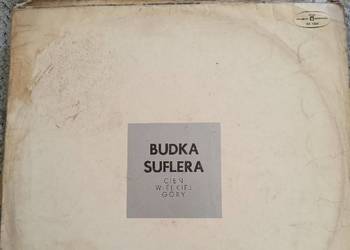 BUDKA
SUFLERA
CIEŃ
WIELKIEJ
GÓRY